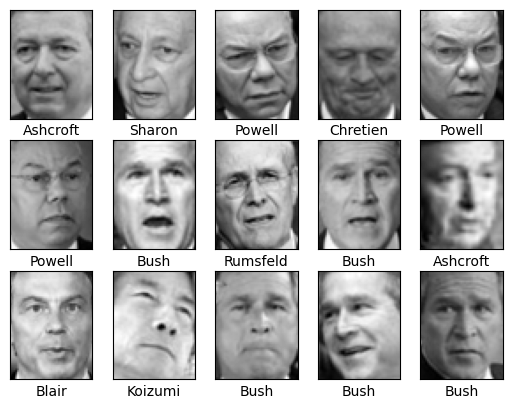 Ashcroft Sharon Powell Chretien Powell
Powell Bush Rumsfeld Bush Ashcroft
Blair Koizumi Bush Bush Bush